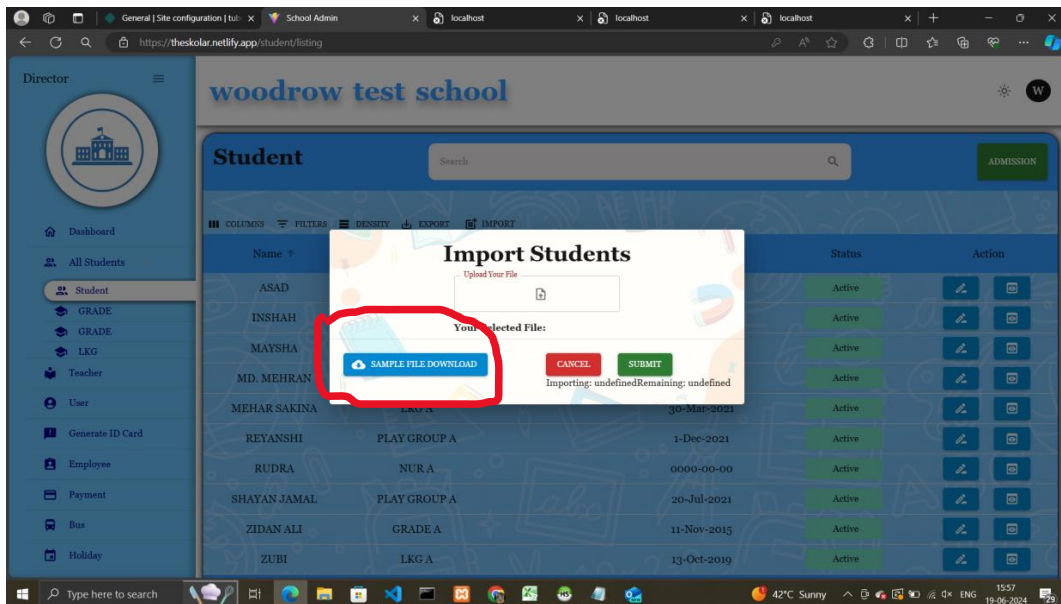 General | Site configuration | tub
School Admin
localhost
localhost
localhost
https://theskolar.netlify.app/student/listing
Director
woodrow test school
W
Student
Search
ADMISSION
COLUMNS FILTERS DENSITY EXPORT IMPORT
Name Status Action
Import Students
Upload Your File
Your Selected File:
SAMPLE FILE DOWNLOAD
CANCEL
SUBMIT
Importing: undefinedRemaining: undefined
Dashboard
All Students
Student
GRADE
GRADE
LKG
Teacher
User
Generate ID Card
Employee
Payment
Bus
Holiday
ASAD Active
INSHAH Active
MAYSHA Active
MD. MEHRAN Active
MEHAR SAKINA LKG A 30-Mar-2021 Active
REYANSHI PLAY GROUP A 1-Dec-2021 Active
RUDRA NUR A 0000-00-00 Active
SHAYAN JAMAL PLAY GROUP A 20-Jul-2021 Active
ZIDAN ALI GRADE A 11-Nov-2015 Active
ZUBI LKG A 13-Oct-2019 Active
Type here to search
42°C Sunny
ENG
15:57
19-06-2024